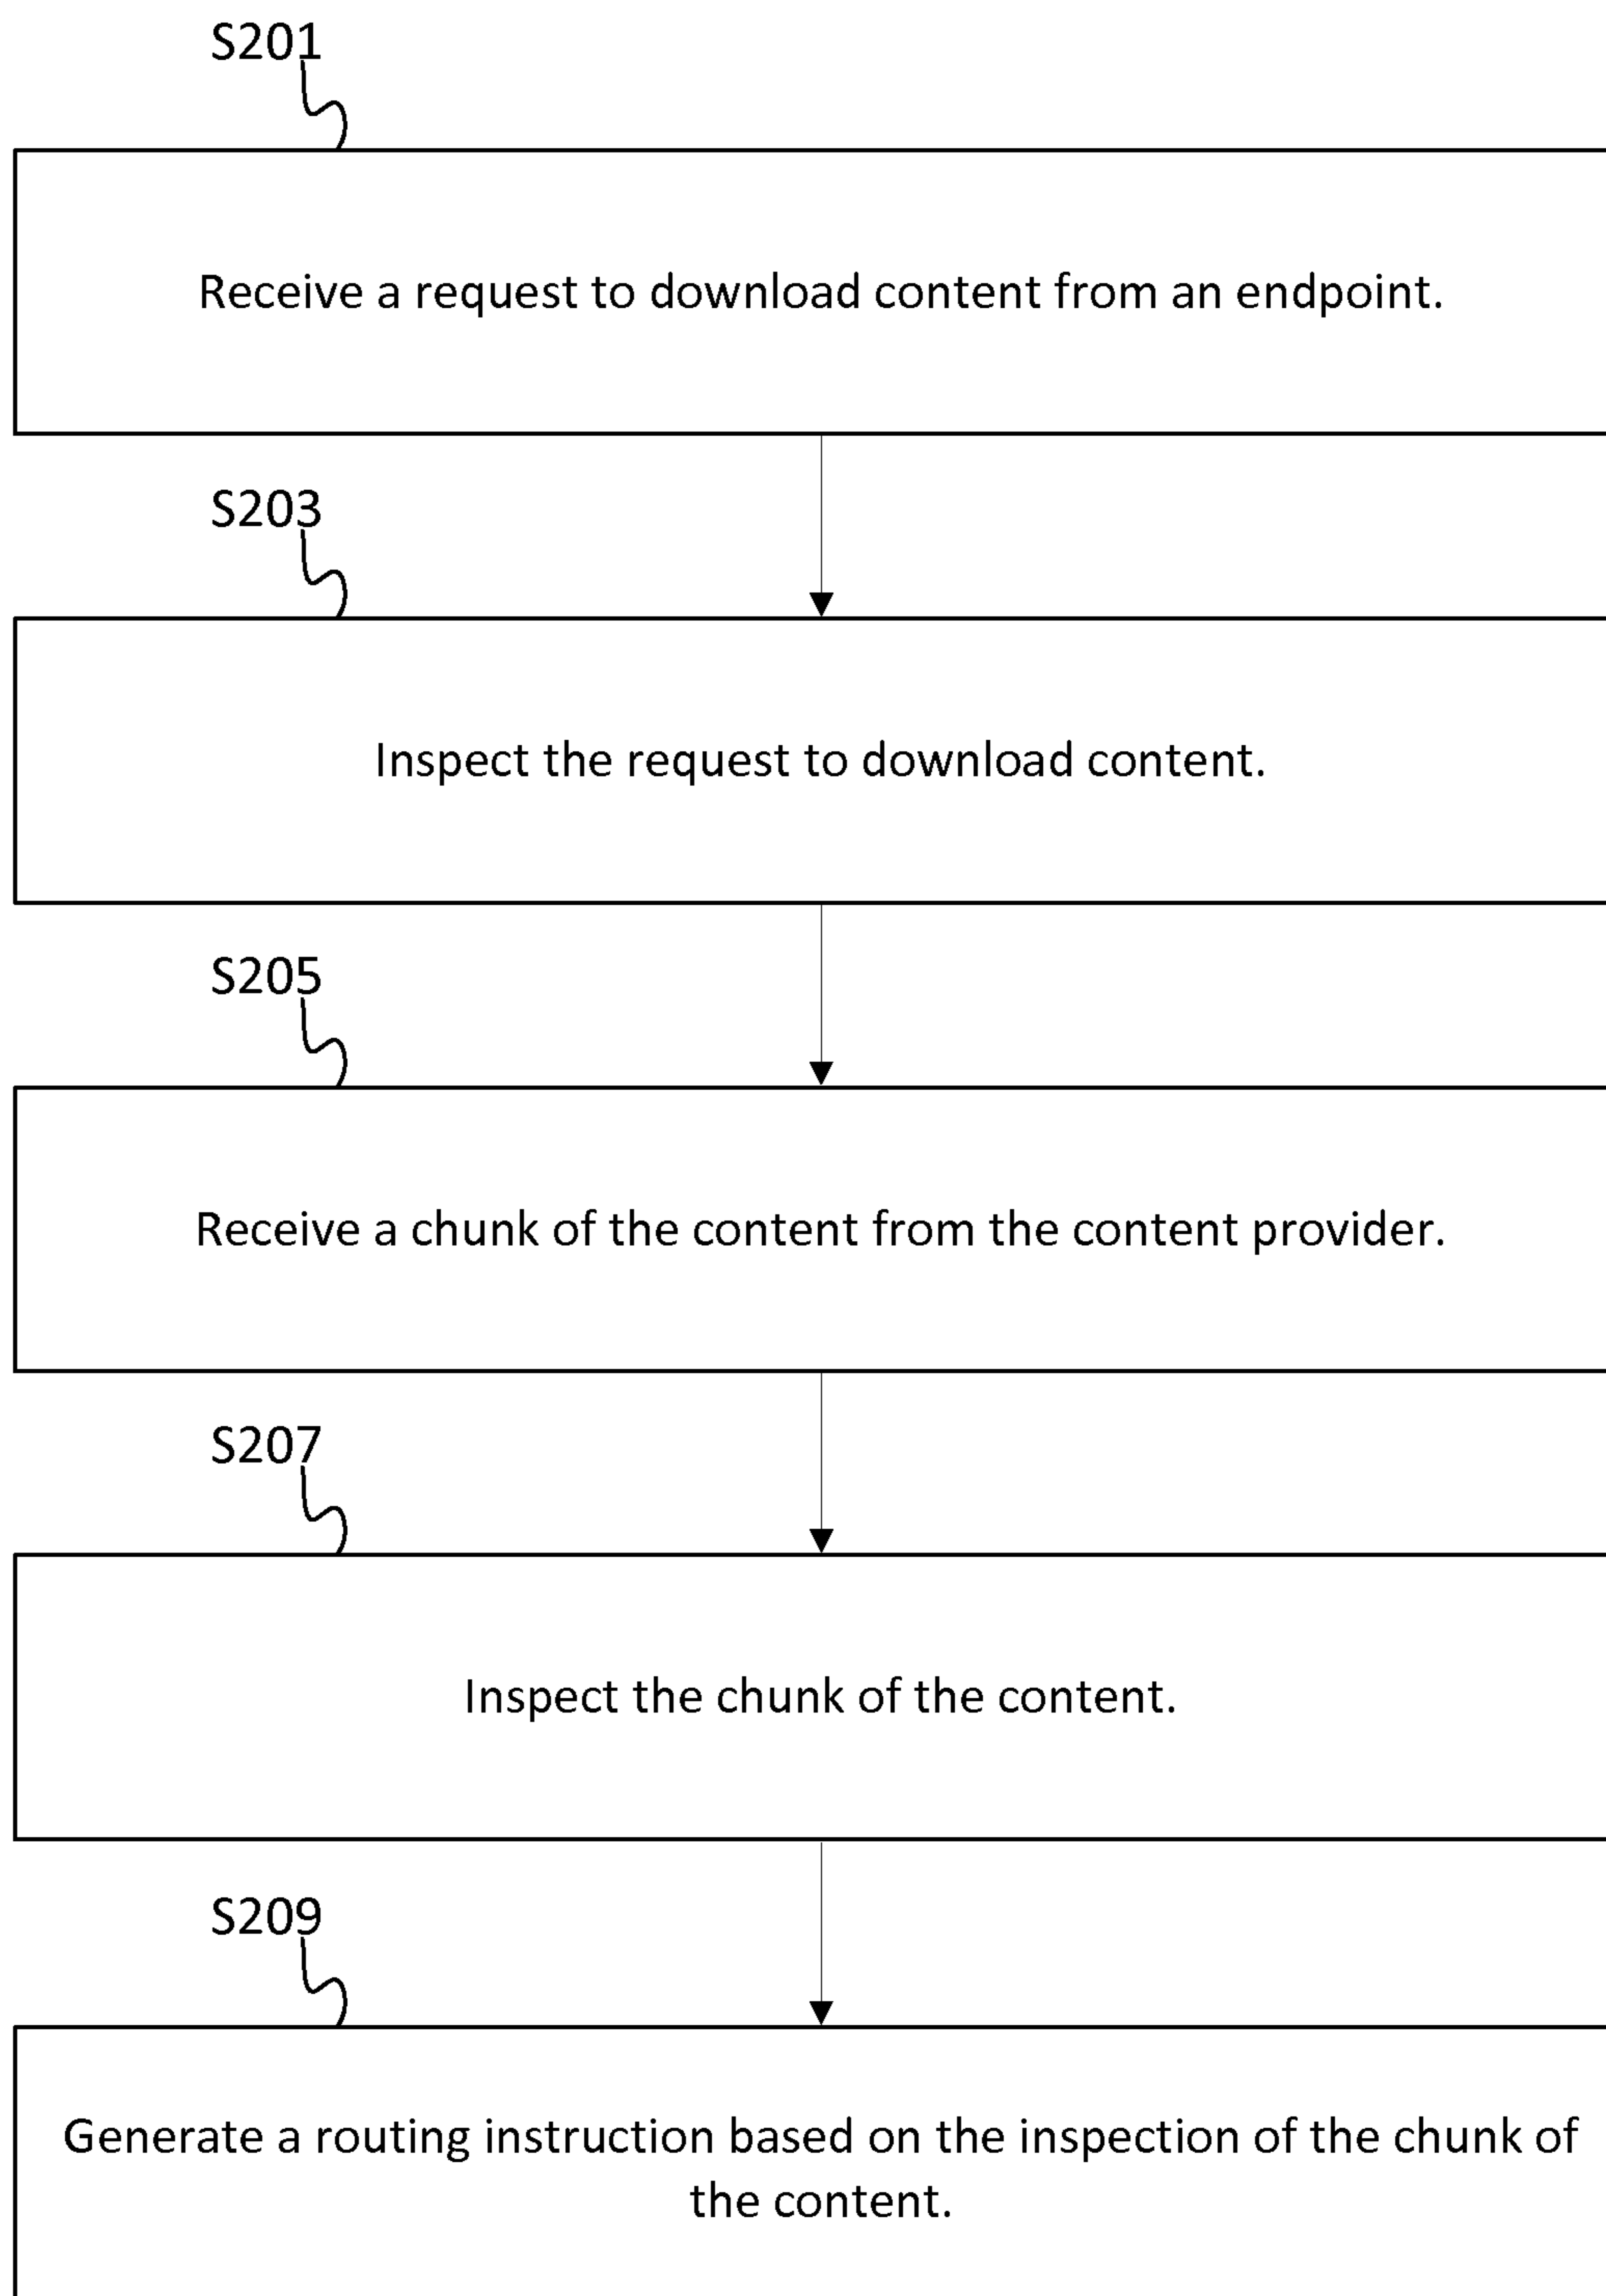 S201
Receive a request to download content from an endpoint.
S203
Inspect the request to download content.
S205
Receive a chunk of the content from the content provider.
S207
Inspect the chunk of the content.
S209
Generate a routing instruction based on the inspection of the chunk of
the content.